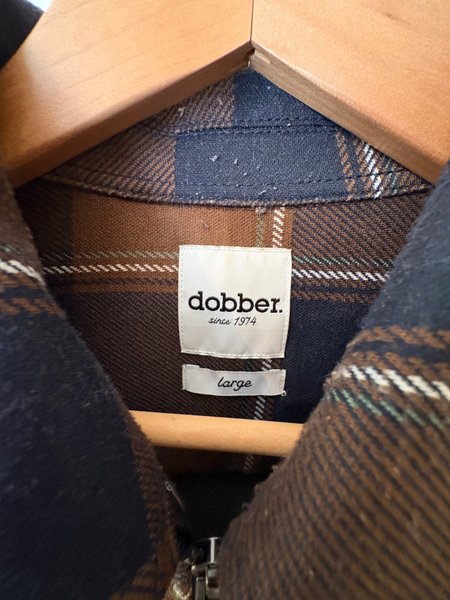 dobber.
since 1974
large